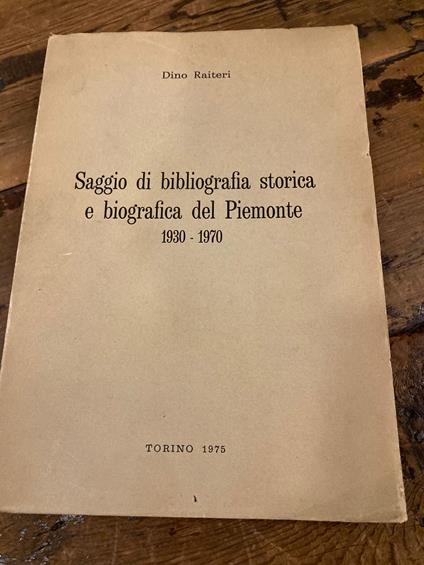 Dino Raiteri
Saggio di bibliografia storica
e biografica del Piemonte
1930 - 1970
TORINO 1975